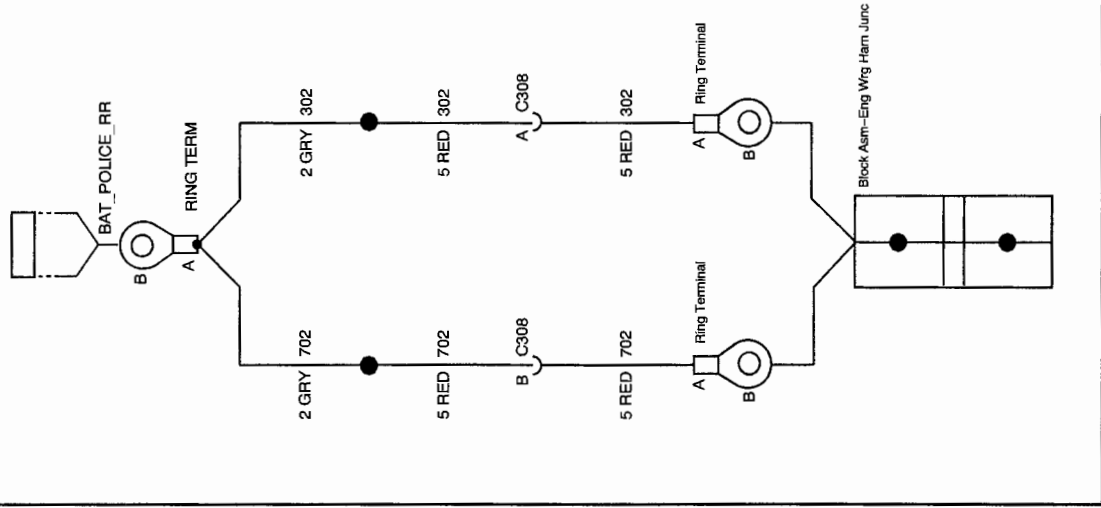 BAT_POLICE_RR
B
A
RING TERM
2 GRY 702
5 RED 702
B C308
5 RED 702
A Ring Terminal
B
2 GRY 302
5 RED 302
A C308
5 RED 302
A Ring Terminal
B
Block Asm-Eng Wrg Harn Junc